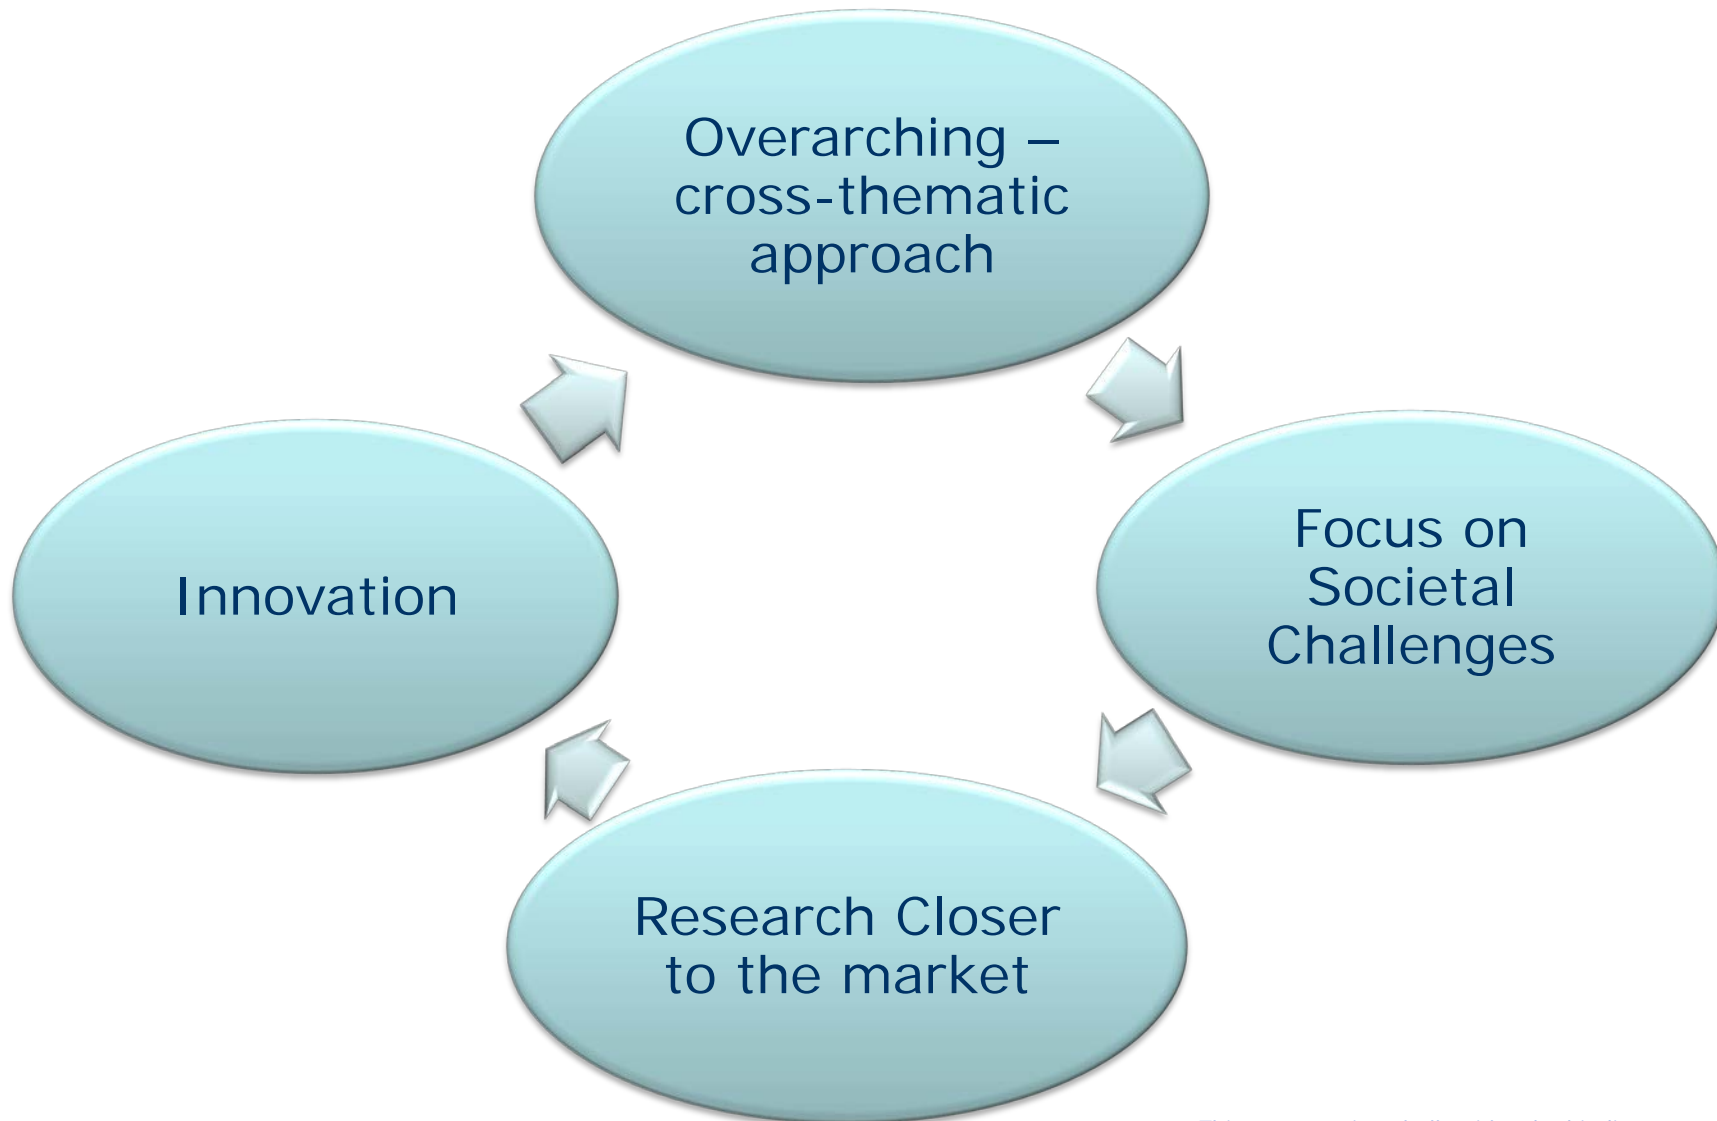 Overarching –
cross-thematic
approach
Focus on
Societal
Challenges
Innovation
Research Closer
to the market